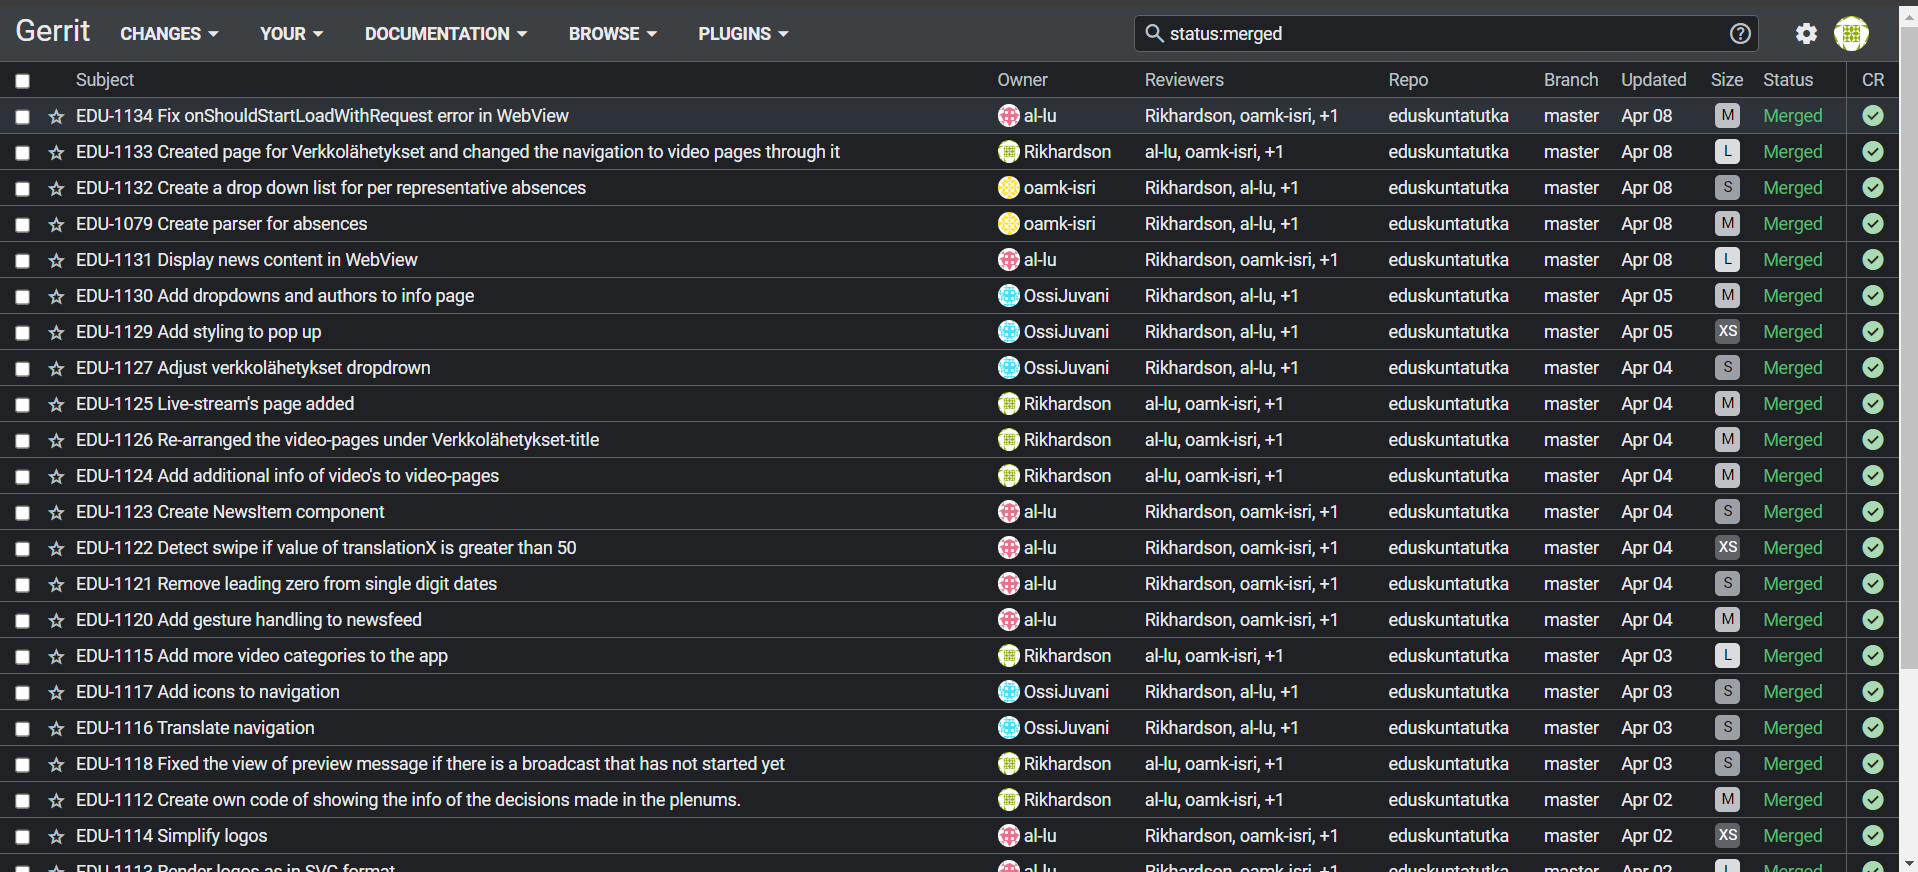 Gerrit CHANGES YOUR DOCUMENTATION BROWSE PLUGINS status:merged
Subject Owner Reviewers Repo Branch Updated Size Status CR
EDU-1134 Fix onShouldStartLoadWithRequest error in WebView al-lu Rikhardson, oamk-isri, +1 eduskuntatutka master Apr 08 M Merged
EDU-1133 Created page for Verkkolähetykset and changed the navigation to video pages through it Rikhardson al-lu, oamk-isri, +1 eduskuntatutka master Apr 08 L Merged
EDU-1132 Create a drop down list for per representative absences oamk-isri Rikhardson, al-lu, +1 eduskuntatutka master Apr 08 S Merged
EDU-1079 Create parser for absences oamk-isri Rikhardson, al-lu, +1 eduskuntatutka master Apr 08 M Merged
EDU-1131 Display news content in WebView al-lu Rikhardson, oamk-isri, +1 eduskuntatutka master Apr 08 L Merged
EDU-1130 Add dropdowns and authors to info page OssiJuvani Rikhardson, al-lu, +1 eduskuntatutka master Apr 05 M Merged
EDU-1129 Add styling to pop up OssiJuvani Rikhardson, al-lu, +1 eduskuntatutka master Apr 05 XS Merged
EDU-1127 Adjust verkkolähetykset dropdrown OssiJuvani Rikhardson, al-lu, +1 eduskuntatutka master Apr 04 S Merged
EDU-1125 Live-stream's page added Rikhardson al-lu, oamk-isri, +1 eduskuntatutka master Apr 04 M Merged
EDU-1126 Re-arranged the video-pages under Verkkolähetykset-title Rikhardson al-lu, oamk-isri, +1 eduskuntatutka master Apr 04 M Merged
EDU-1124 Add additional info of video's to video-pages Rikhardson al-lu, oamk-isri, +1 eduskuntatutka master Apr 04 M Merged
EDU-1123 Create NewsItem component al-lu Rikhardson, oamk-isri, +1 eduskuntatutka master Apr 04 S Merged
EDU-1122 Detect swipe if value of translationX is greater than 50 al-lu Rikhardson, oamk-isri, +1 eduskuntatutka master Apr 04 XS Merged
EDU-1121 Remove leading zero from single digit dates al-lu Rikhardson, oamk-isri, +1 eduskuntatutka master Apr 04 S Merged
EDU-1120 Add gesture handling to newsfeed al-lu Rikhardson, oamk-isri, +1 eduskuntatutka master Apr 04 M Merged
EDU-1115 Add more video categories to the app Rikhardson al-lu, oamk-isri, +1 eduskuntatutka master Apr 03 L Merged
EDU-1117 Add icons to navigation OssiJuvani Rikhardson, al-lu, +1 eduskuntatutka master Apr 03 S Merged
EDU-1116 Translate navigation OssiJuvani Rikhardson, al-lu, +1 eduskuntatutka master Apr 03 S Merged
EDU-1118 Fixed the view of preview message if there is a broadcast that has not started yet Rikhardson al-lu, oamk-isri, +1 eduskuntatutka master Apr 03 S Merged
EDU-1112 Create own code of showing the info of the decisions made in the plenums. Rikhardson al-lu, oamk-isri, +1 eduskuntatutka master Apr 02 M Merged
EDU-1114 Simplify logos al-lu Rikhardson, oamk-isri, +1 eduskuntatutka master Apr 02 XS Merged
EDU-1113 Render logos as in SVG format al-lu Rikhardson, oamk-isri, +1 eduskuntatutka master Apr 02 L Merged